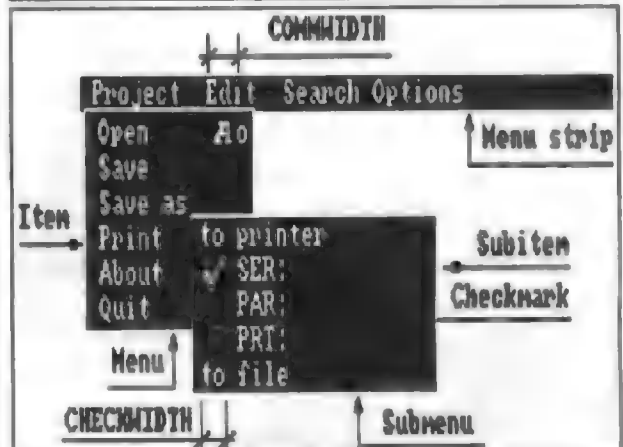 COMMWIDTH
Project Edit Search Options
Open A o
Menu strip
Save
Save as
Item
Print
to printer
Subitem
About
SER:
Checkmark
Quit
PAR:
PRT:
Menu
to file
CHECKWIDTH
Submenu